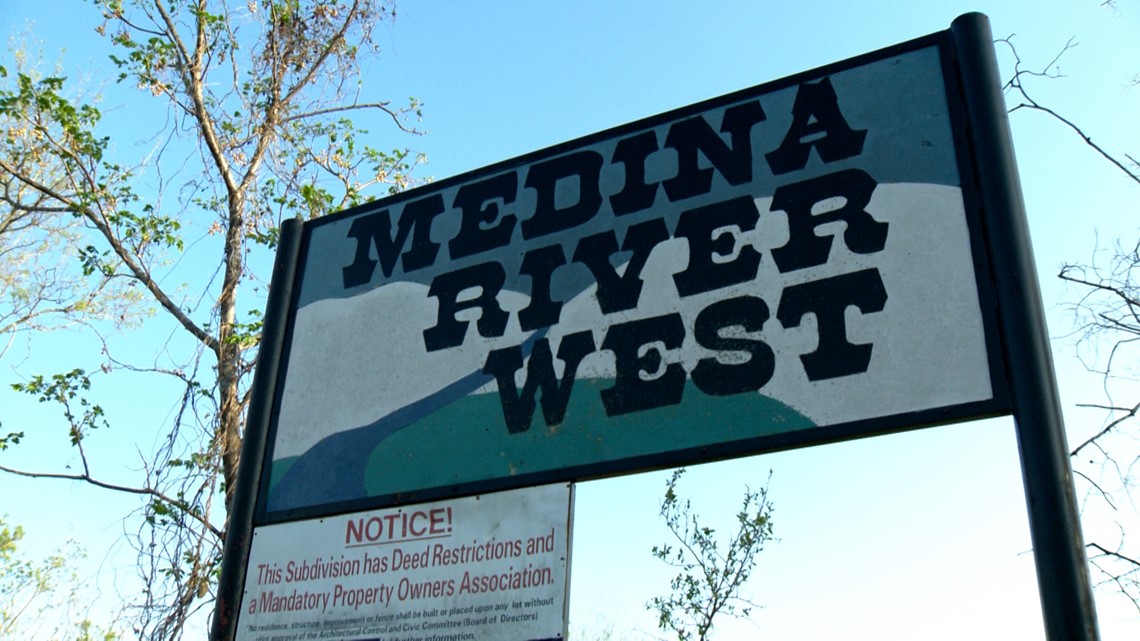 MEDINA
RIVER
WEST
NOTICE!
This Subdivision has Deed Restrictions and
a Mandatory Property Owners Association.
No residence, structure, improvement or fence shall be built or placed upon any lot without
approval of the Architectural Control and Civic Committee (Board of Directors)
other information.